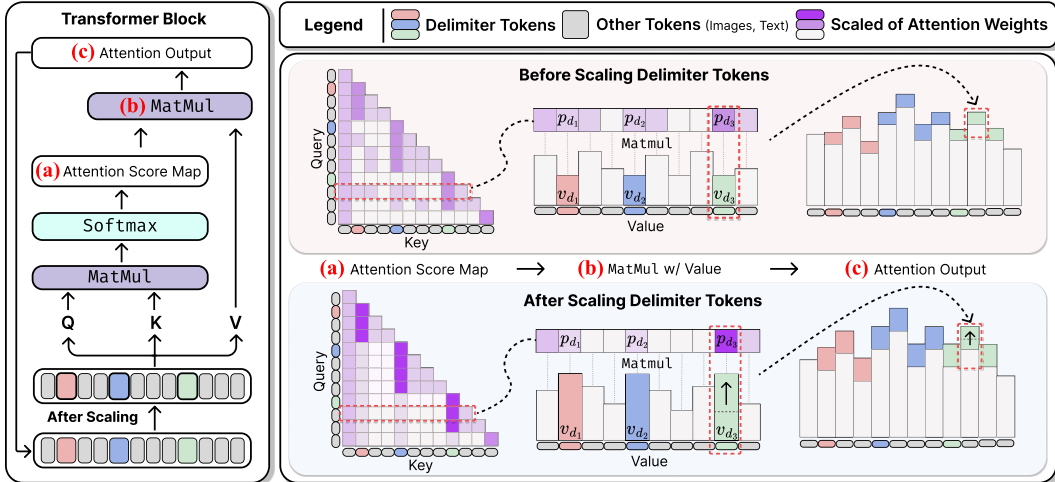 Transformer Block
(c) Attention Output
(b) MatMul
(a) Attention Score Map
Softmax
MatMul
Q K V
After Scaling
Legend
Delimiter Tokens
Other Tokens (Images, Text)
Scaled of Attention Weights
Before Scaling Delimiter Tokens
Query
Key
p_{d_1} p_{d_2} p_{d_3}
Matmul
v_{d_1} v_{d_2} v_{d_3}
Value
(a) Attention Score Map
(b) MatMul w/ Value
(c) Attention Output
After Scaling Delimiter Tokens
Query
Key
p_{d_1} p_{d_2} p_{d_3}
Matmul
v_{d_1} v_{d_2} v_{d_3}
Value